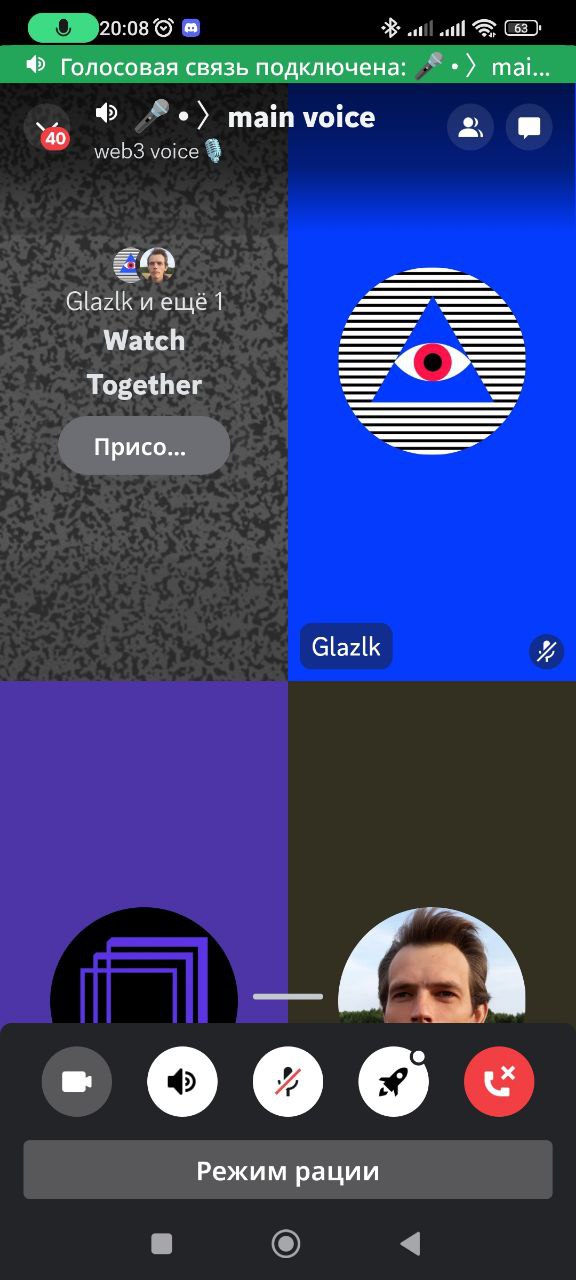 20:08
63
Голосовая связь подключена: 🎤 • 〉 mai...
🎤 • 〉 main voice
40
web3 voice🎙️
Glazlk и ещё 1
Watch
Together
Присо...
Glazlk
Режим рации